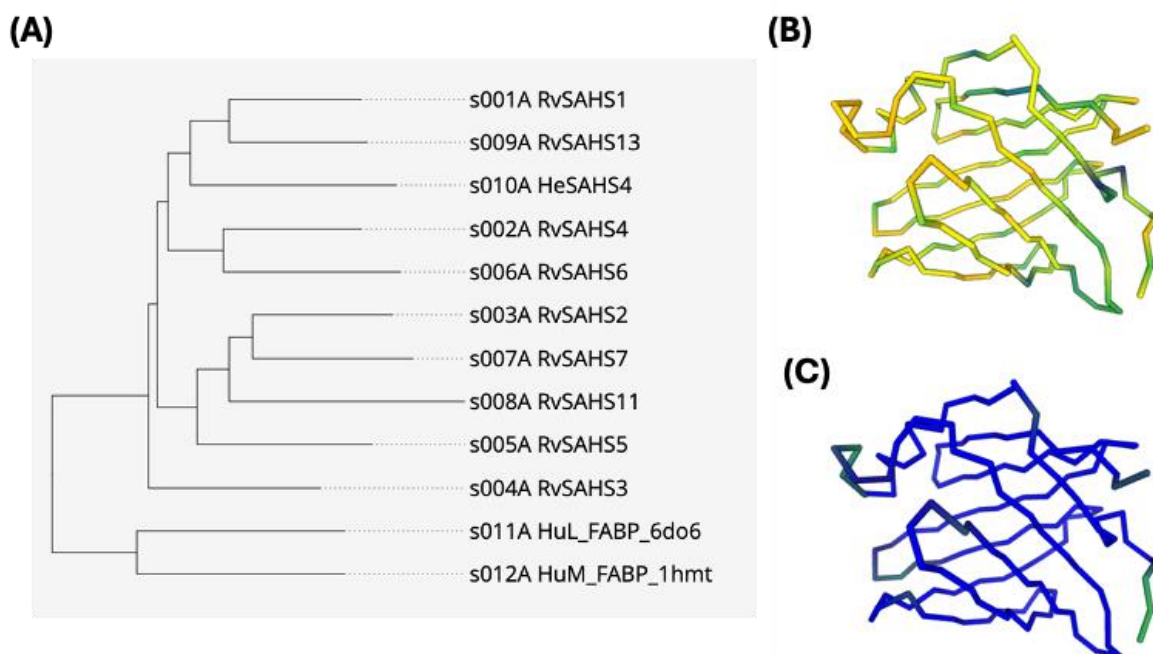 (A)
s001A RvSAHS1
s009A RvSAHS13
s010A HeSAHS4
s002A RvSAHS4
s006A RvSAHS6
s003A RvSAHS2
s007A RvSAHS7
s008A RvSAHS11
s005A RvSAHS5
s004A RvSAHS3
s011A HuL_FABP_6do6
s012A HuM_FABP_1hmt
(B)
(C)